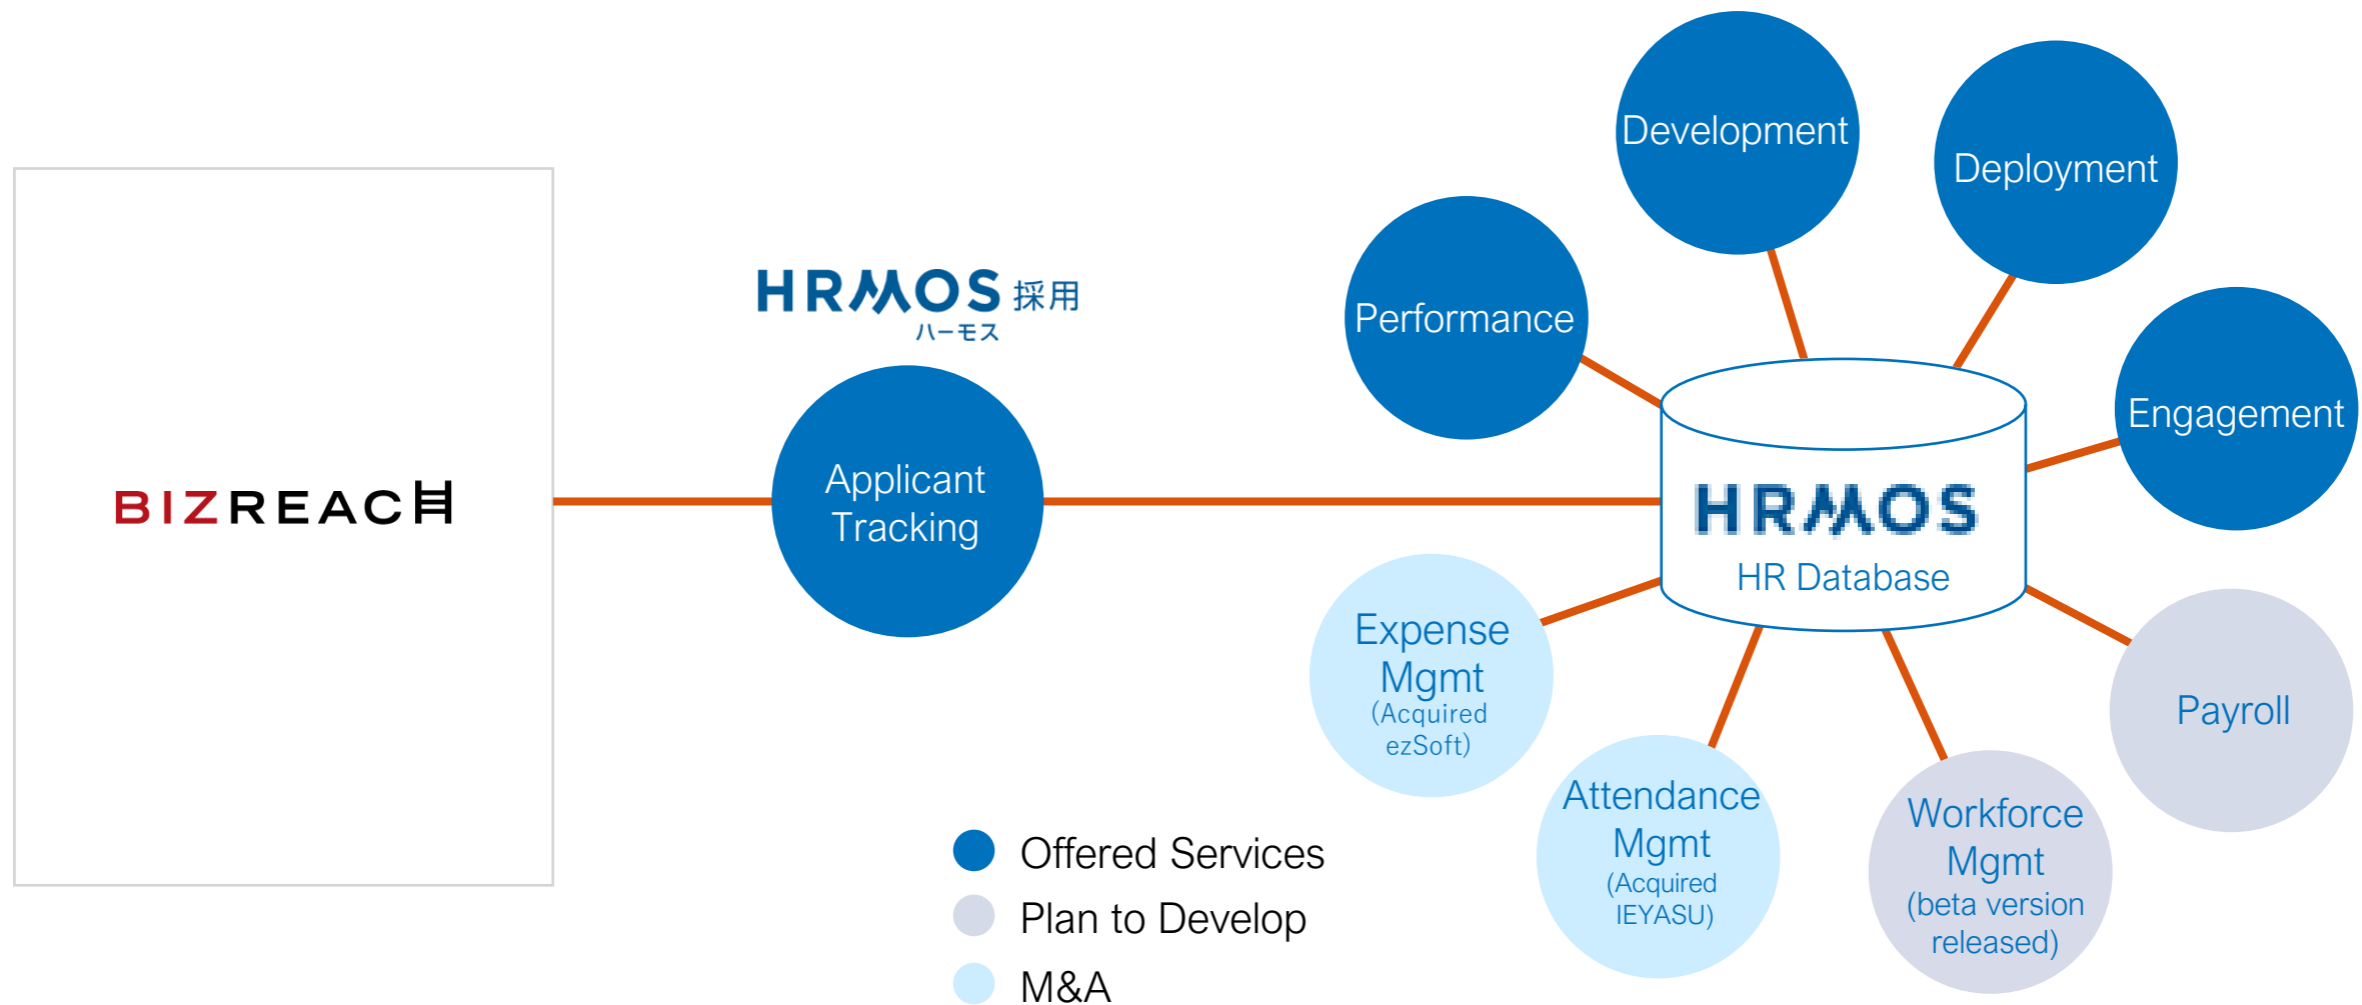 BIZREACH
HRMOS 採用
ハーモス
Applicant
Tracking
Performance
Development
Deployment
Engagement
HRMOS
HR Database
Expense
Mgmt
(Acquired
ezSoft)
Attendance
Mgmt
(Acquired
IEYASU)
Workforce
Mgmt
(beta version
released)
Payroll
Offered Services
Plan to Develop
M&A